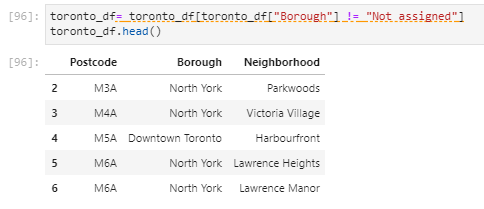 [96]: toronto_df= toronto_df[toronto_df["Borough"] != "Not assigned"]
toronto_df.head()
[96]: Postcode Borough Neighborhood
2 M3A North York Parkwoods
3 M4A North York Victoria Village
4 M5A Downtown Toronto Harbourfront
5 M6A North York Lawrence Heights
6 M6A North York Lawrence Manor